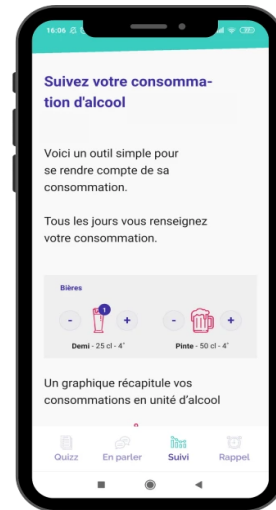 16:06
Suivez votre consomma-
tion d'alcool
Voici un outil simple pour
se rendre compte de sa
consommation.
Tous les jours vous renseignez
votre consommation.
Bières
- 1 + - +
Demi - 25 cl - 4° Pinte - 50 cl - 4°
Un graphique récapitule vos
consommations en unité d'alcool
Quizz En parler Suivi Rappel